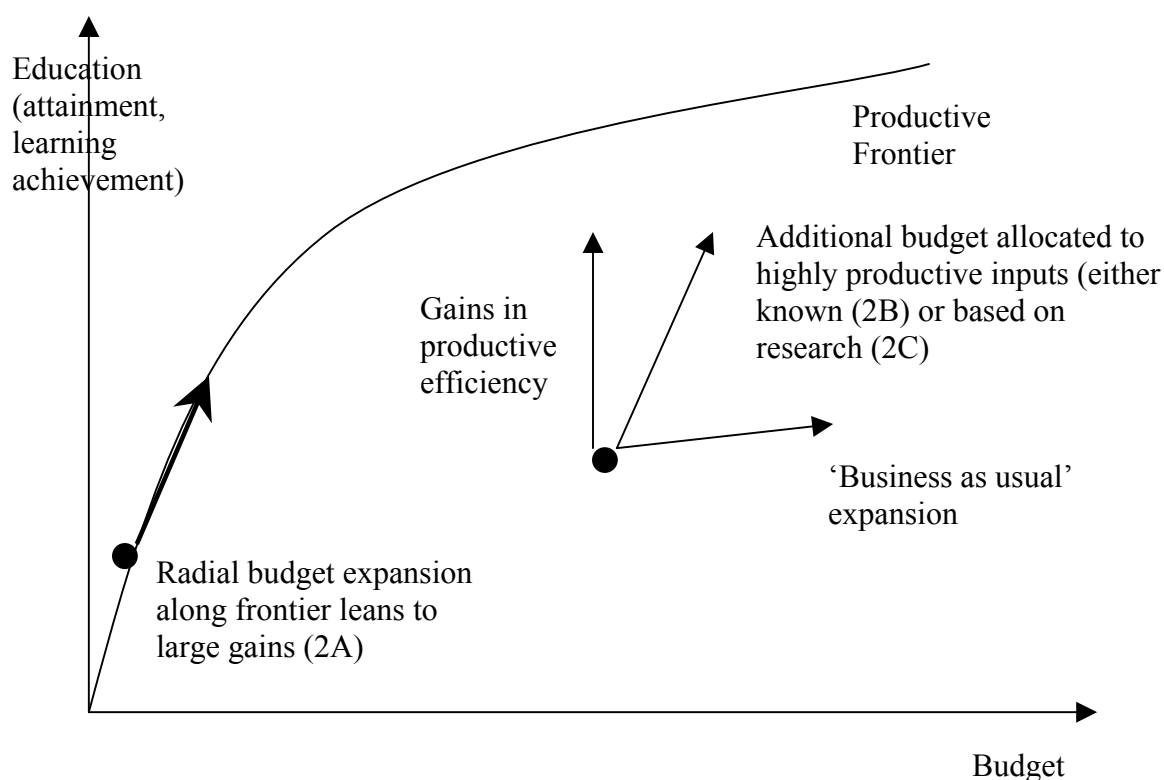 Education
(attainment,
learning
achievement)
Productive
Frontier
Additional budget allocated to
highly productive inputs (either
known (2B) or based on
research (2C)
Gains in
productive
efficiency
‘Business as usual’
expansion
Radial budget expansion
along frontier leans to
large gains (2A)
Budget